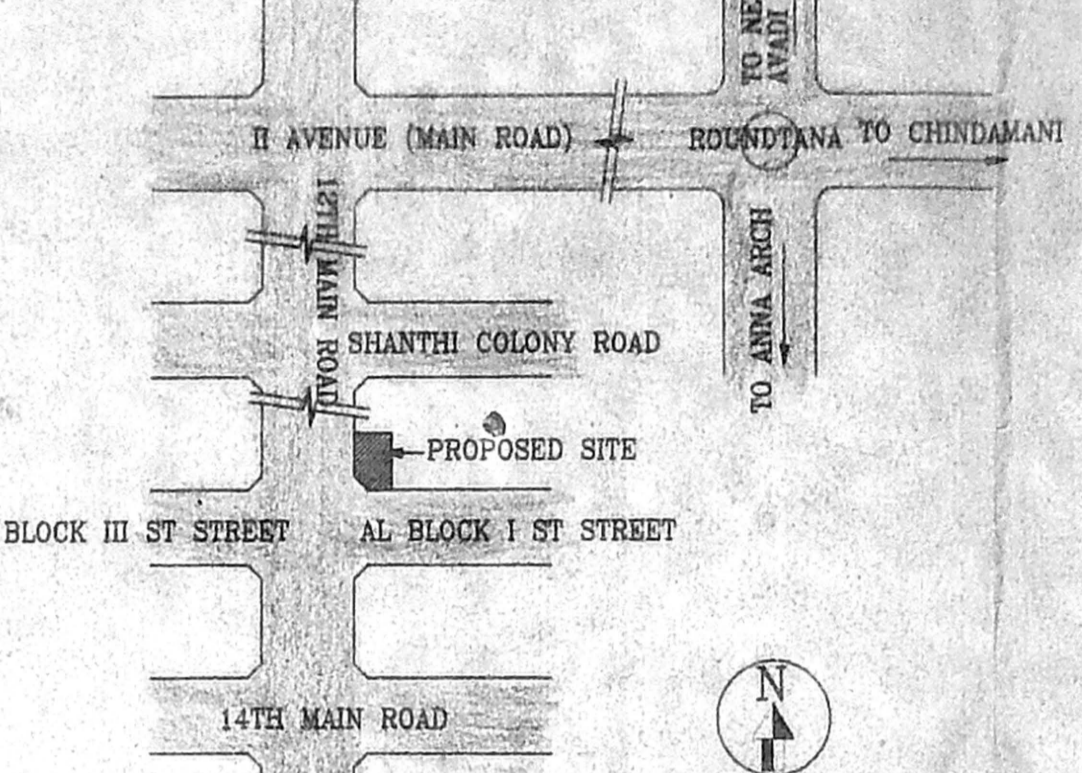 TO NE
AVADI
II AVENUE (MAIN ROAD)
ROUNDTANA
TO CHINDAMANI
12TH MAIN ROAD
TO ANNA ARCH
SHANTHI COLONY ROAD
PROPOSED SITE
BLOCK III ST STREET
AL BLOCK I ST STREET
14TH MAIN ROAD
N